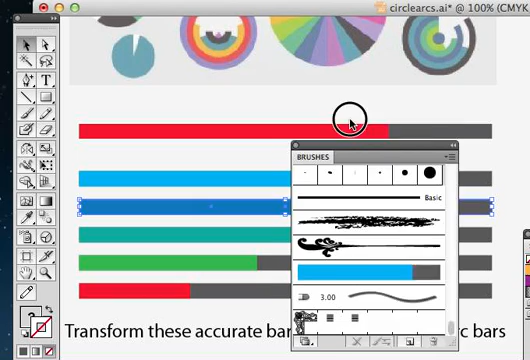 circlearcs.ai* @ 100% (CMYK
BRUSHES
Basic
3.00
T
Transform these accurate bar
c bars